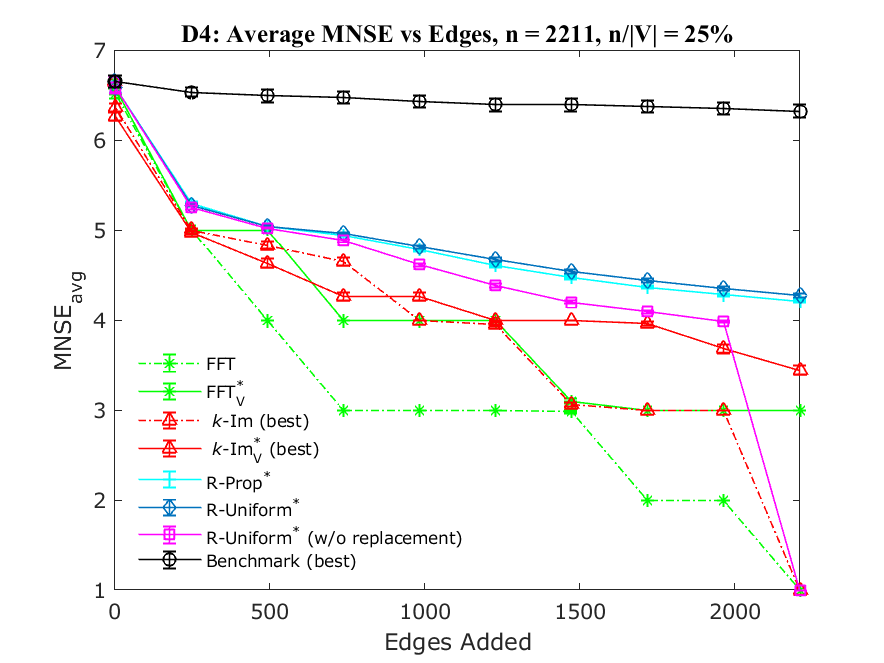 D4: Average MNSE vs Edges, n = 2211, n/|V| = 25%
7
6
5
4
3
2
1
MNSE_avg
FFT
FFT*_V
k-Im (best)
k-Im*_V (best)
R-Prop*
R-Uniform*
R-Uniform* (w/o replacement)
Benchmark (best)
0 500 1000 1500 2000
Edges Added